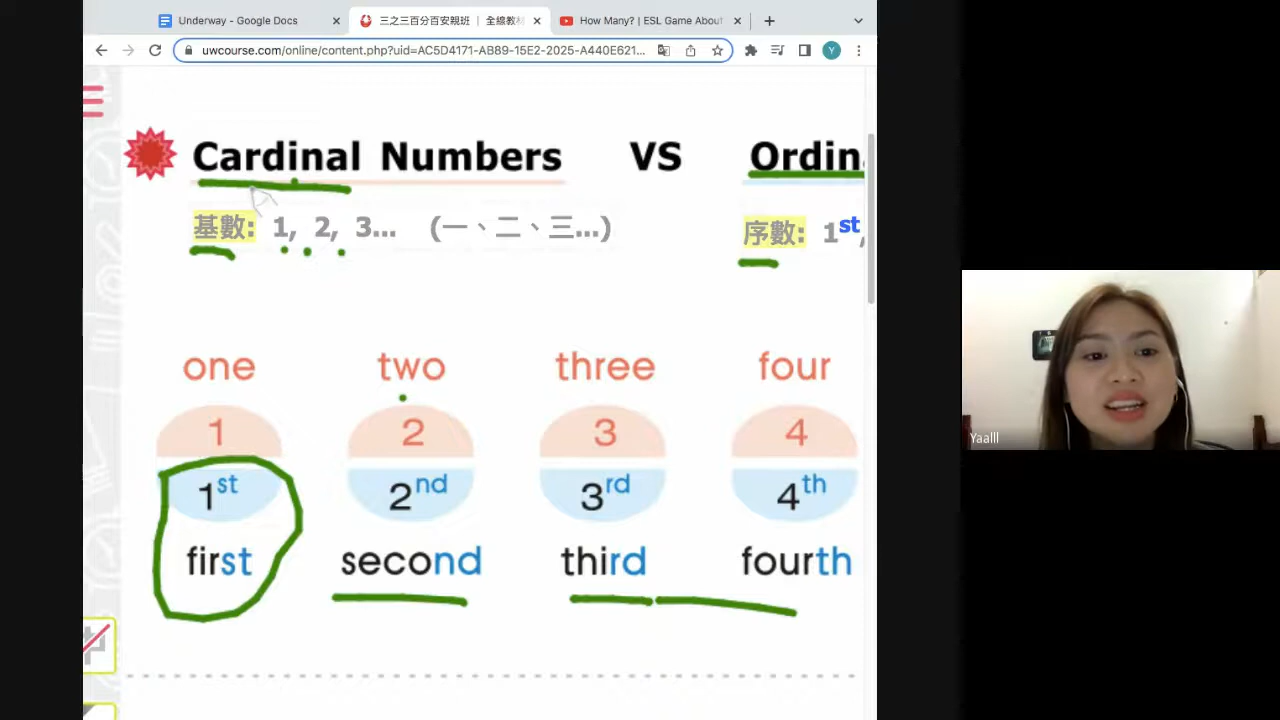 Underway - Google Docs
三之三百分百安親班 | 全線教材
How Many? | ESL Game About
uwcourse.com/online/content.php?uid=AC5D4171-AB89-15E2-2025-A440E621...
Y
Cardinal Numbers VS Ordin
基數: 1, 2, 3... (一、二、三...) 序數: 1st,
one two three four
1 2 3 4
1st 2nd 3rd 4th
first second third fourth
Yaalll